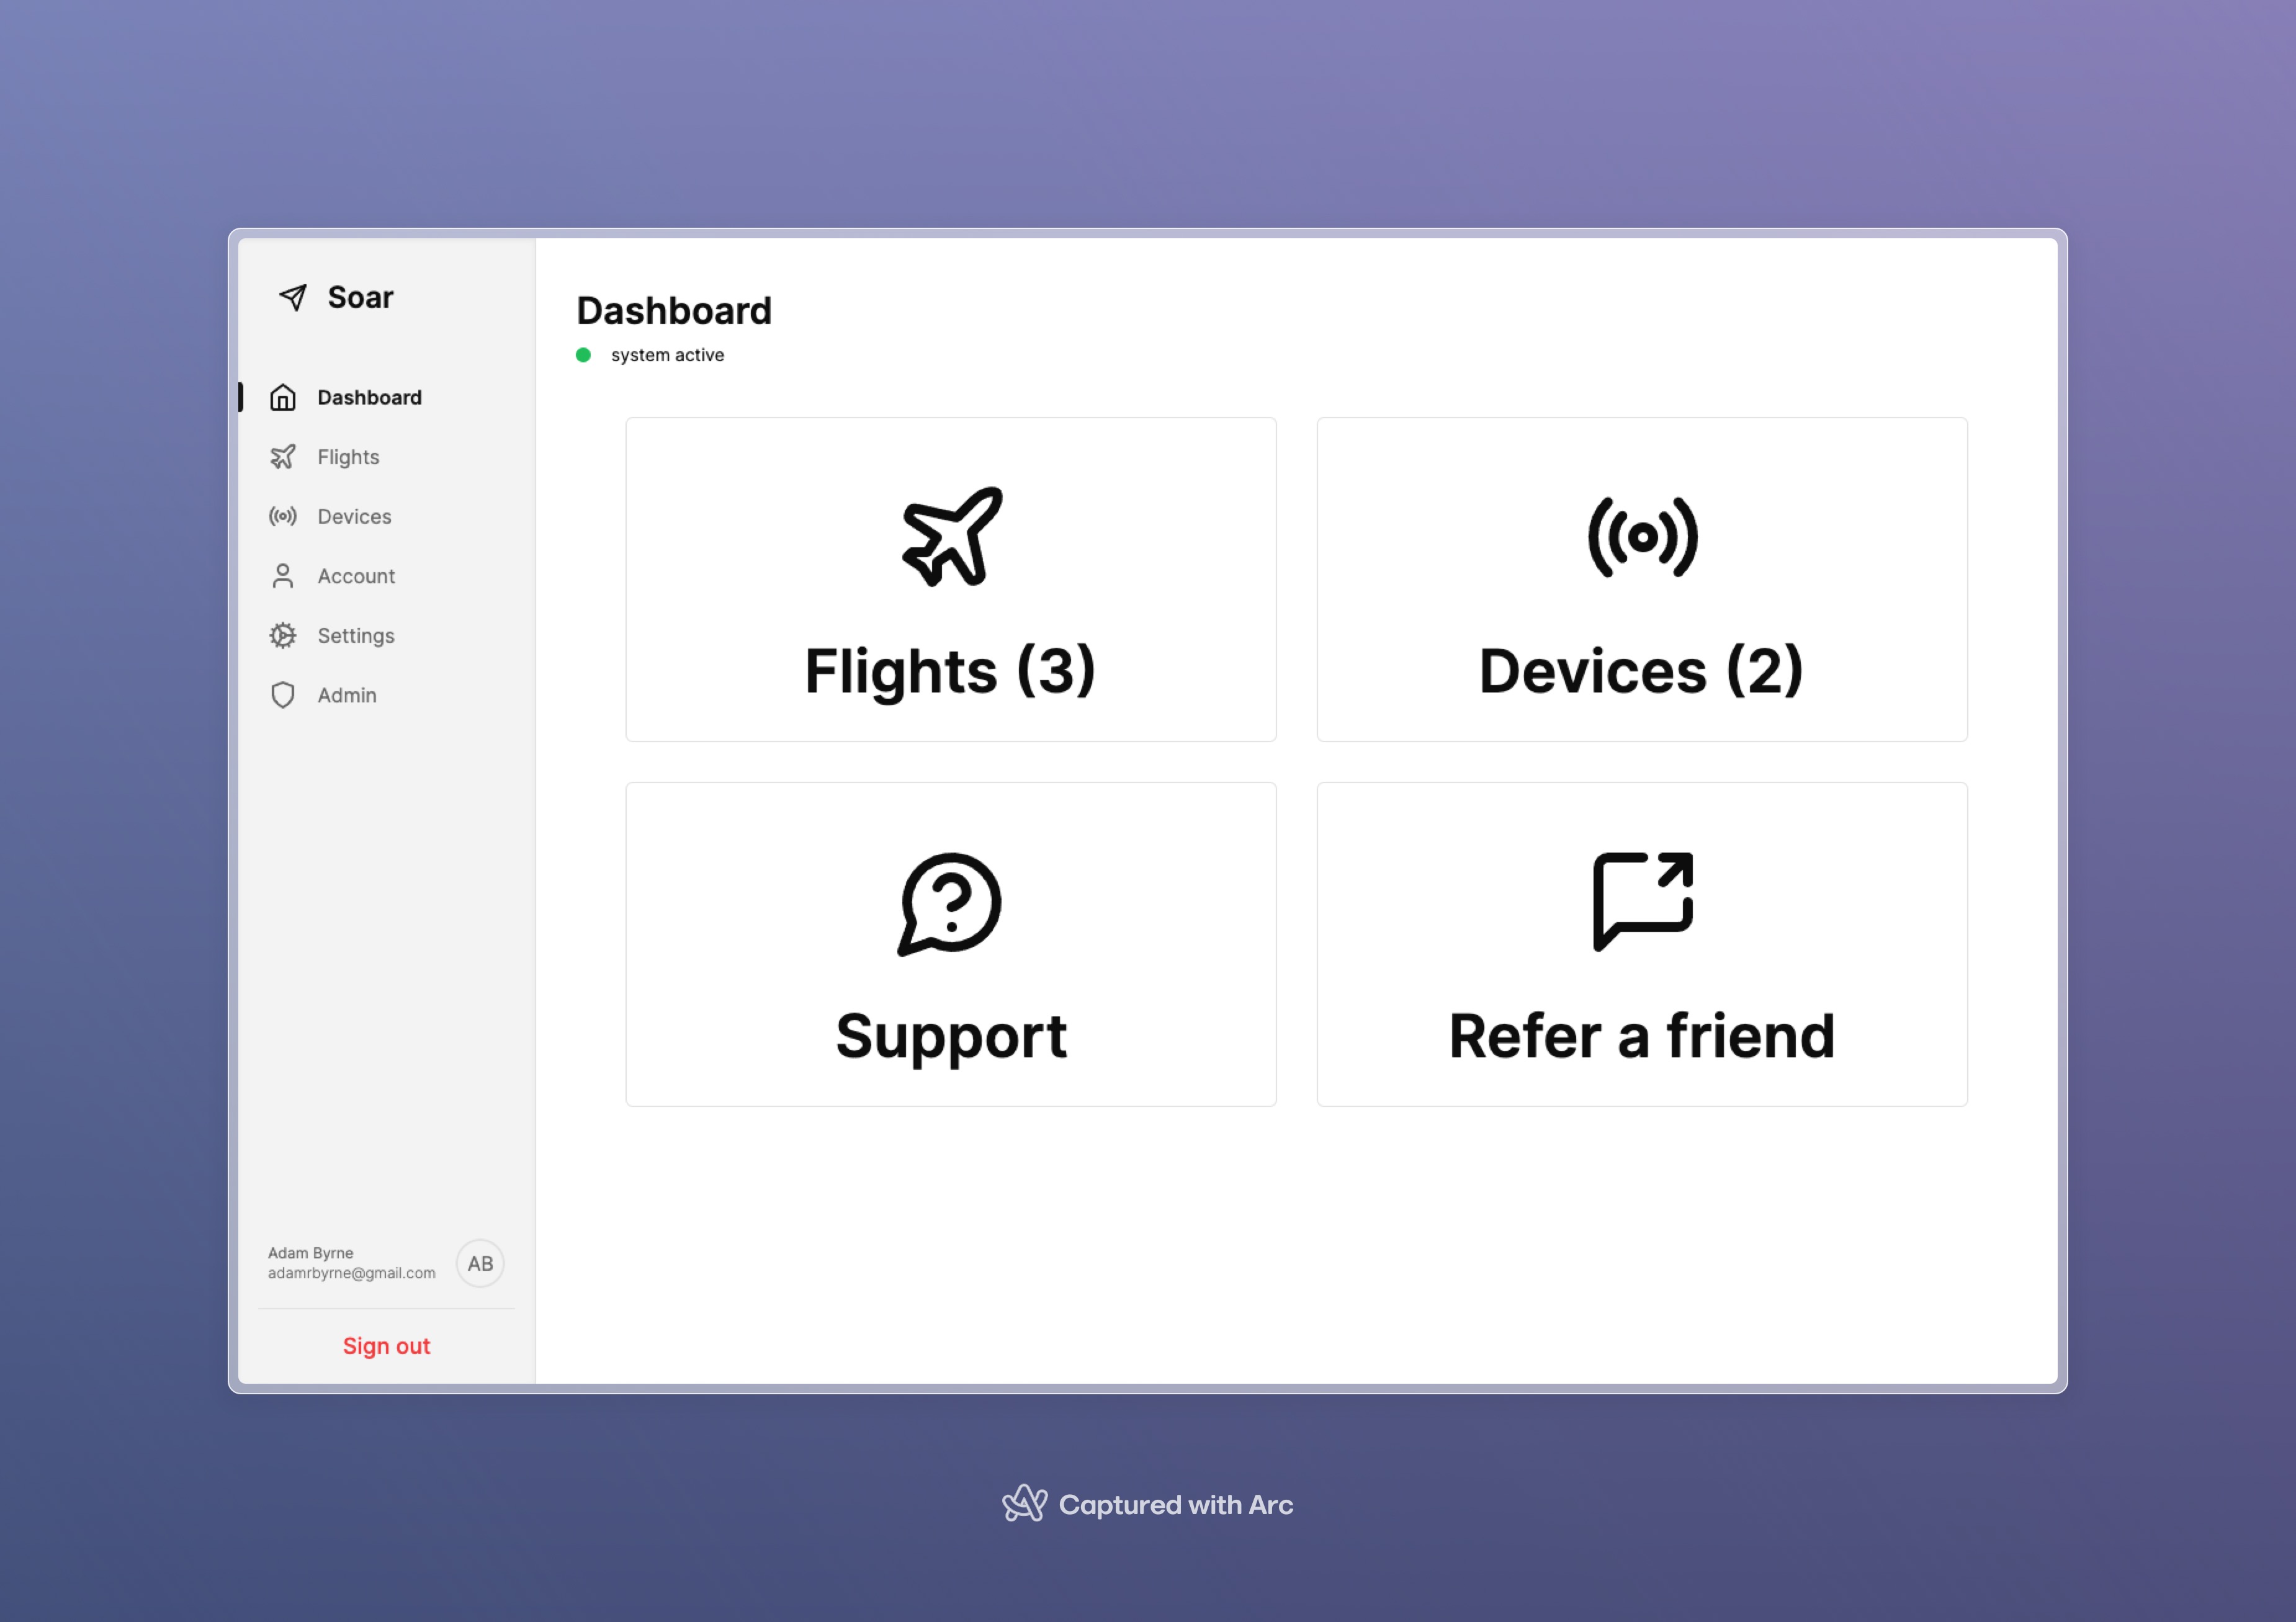 Soar
Dashboard
Flights
Devices
Account
Settings
Admin
Adam Byrne
adamrbyrne@gmail.com
AB
Sign out
Dashboard
system active
Flights (3)
Devices (2)
Support
Refer a friend
Captured with Arc